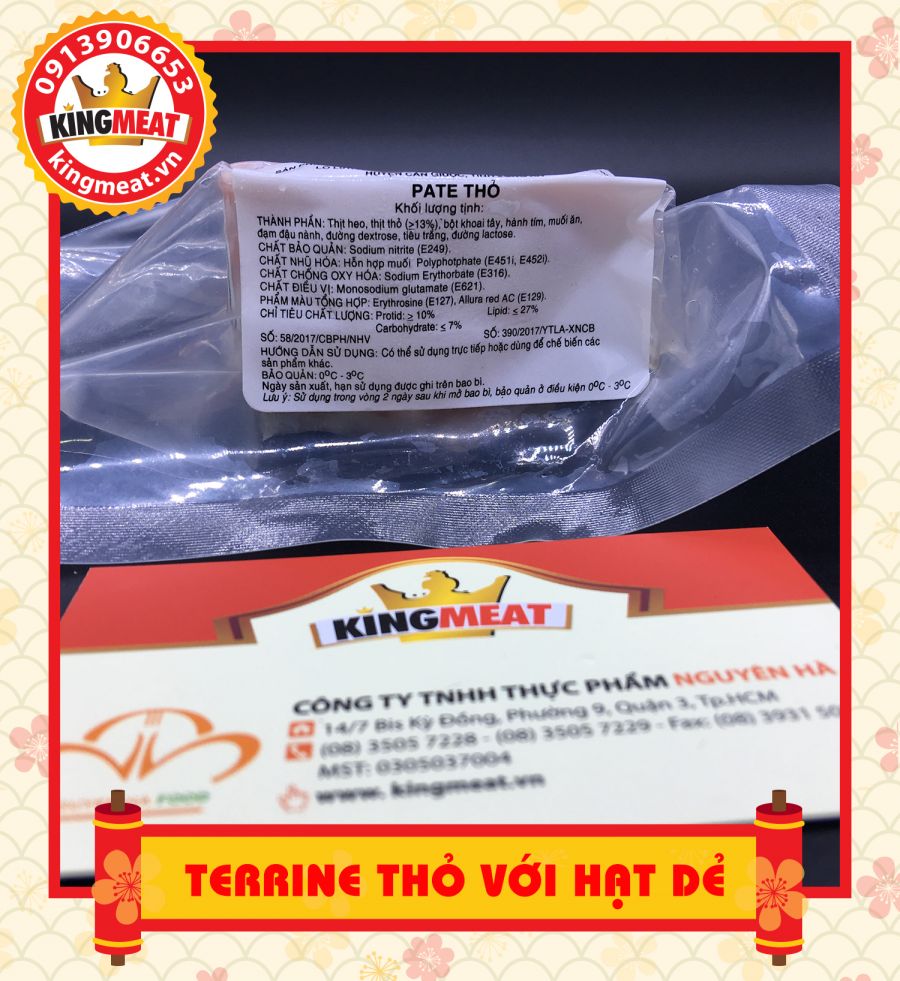 0913906653
KINGMEAT
kingmeat.vn
HUYỆN CẦN GIUỘC,
PATE THỎ
Khối lượng tịnh:
THÀNH PHẦN: Thịt heo, thịt thỏ (≥13%), bột khoai tây, hành tím, muối ăn,
đạm đậu nành, đường dextrose, tiêu trắng, đường lactose.
CHẤT BẢO QUẢN: Sodium nitrite (E249).
CHẤT NHŨ HÓA: Hỗn hợp muối Polyphotphate (E451i, E452i).
CHẤT CHỐNG OXY HÓA: Sodium Erythorbate (E316).
CHẤT ĐIỀU VỊ: Monosodium glutamate (E621).
PHẨM MÀU TỔNG HỢP: Erythrosine (E127), Allura red AC (E129).
CHỈ TIÊU CHẤT LƯỢNG: Protid: ≥ 10% Lipid: ≤ 27%
Carbohydrate: ≤ 7%
SỐ: 58/2017/CBPH/NHV SỐ: 390/2017/YTLA-XNCB
HƯỚNG DẪN SỬ DỤNG: Có thể sử dụng trực tiếp hoặc dùng để chế biến các
sản phẩm khác.
BẢO QUẢN: 0ºC - 3ºC
Ngày sản xuất, hạn sử dụng được ghi trên bao bì.
Lưu ý: Sử dụng trong vòng 2 ngày sau khi mở bao bì, bảo quản ở điều kiện 0ºC - 3ºC
KINGMEAT
CÔNG TY TNHH THỰC PHẨM NGUYÊN HÀ
14/7 Bis Kỳ Đồng, Phường 9, Quận 3, Tp.HCM
(08) 3505 7228 - (08) 3505 7229 - Fax: (08) 3931 50
MST: 0305037004
www. kingmeat.vn
FOOD
TERRINE THỎ VỚI HẠT DẺ